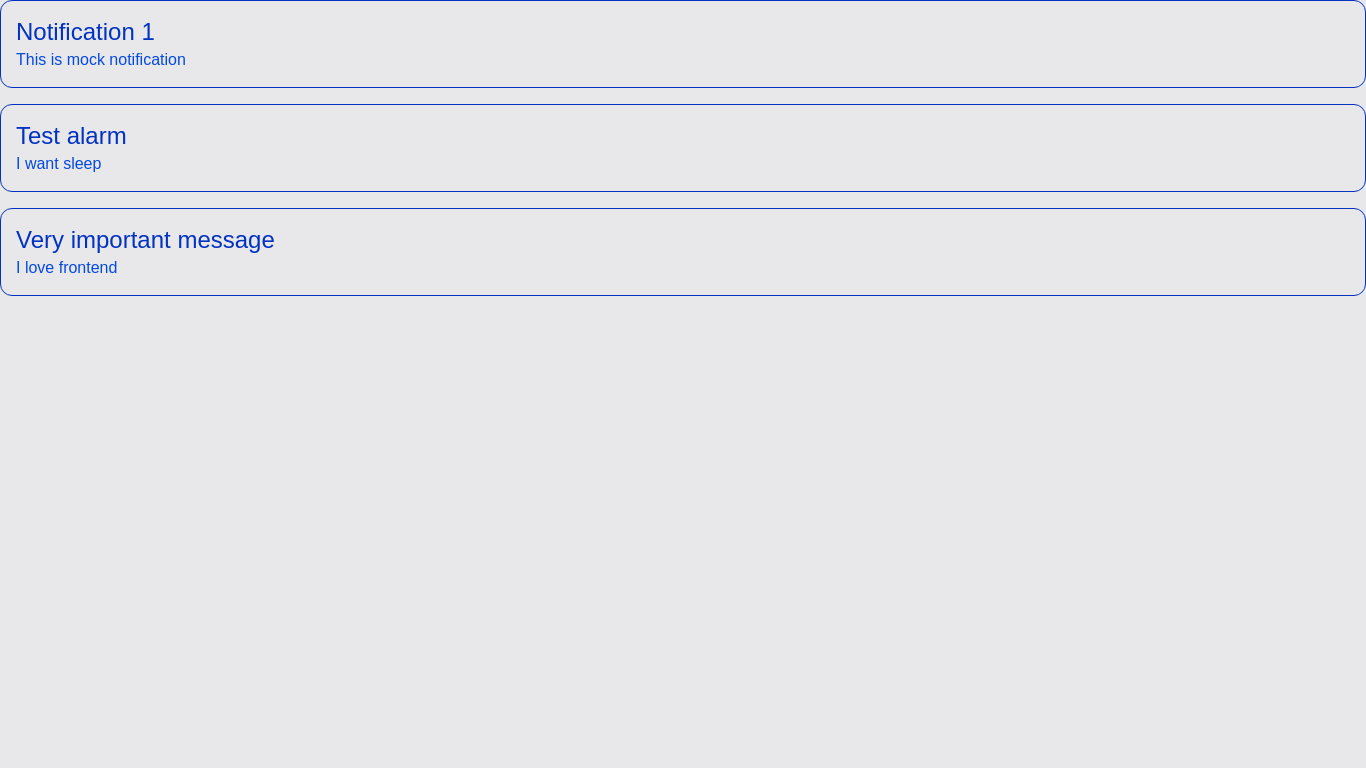 Notification 1
This is mock notification
Test alarm
I want sleep
Very important message
I love frontend